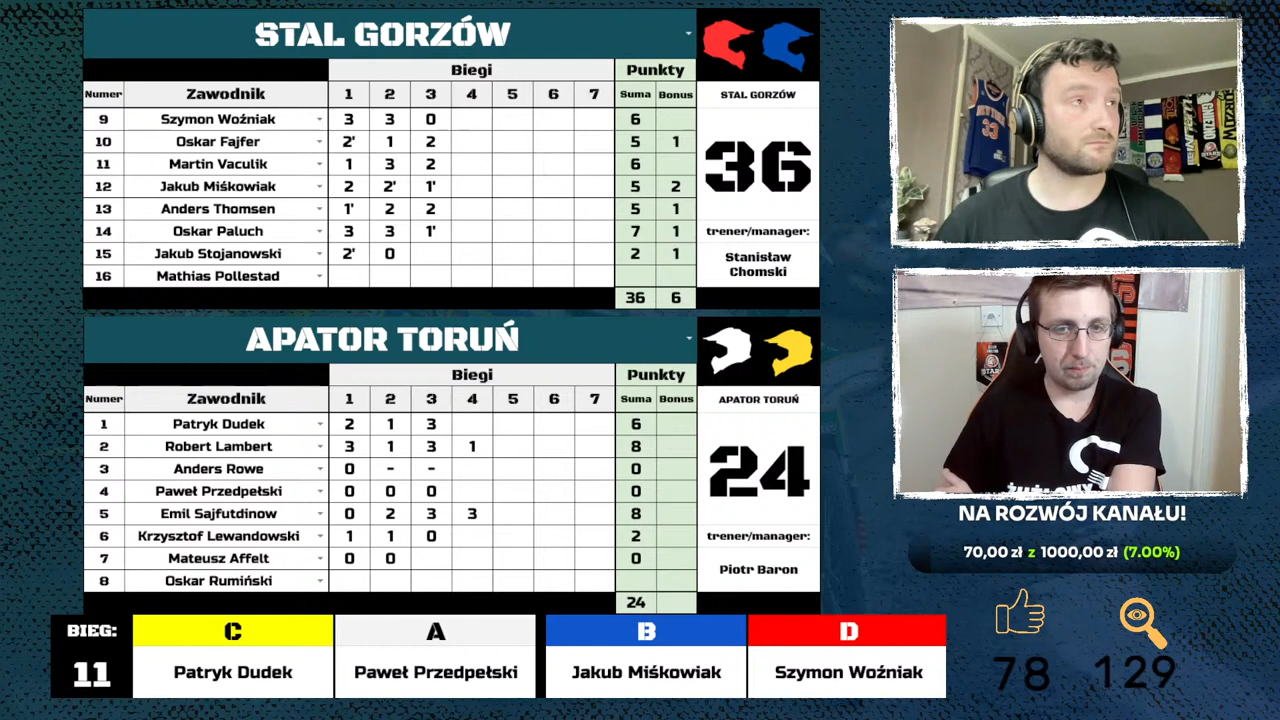 STAL GORZÓW
Biegi Punkty
Numer Zawodnik 1 2 3 4 5 6 7 Suma Bonus
9 Szymon Woźniak 3 3 0 6
10 Oskar Fajfer 2' 1 2 5 1
11 Martin Vaculik 1 3 2 6
12 Jakub Miśkowiak 2 2' 1' 5 2
13 Anders Thomsen 1' 2 2 5 1
14 Oskar Paluch 3 3 1' 7 1
15 Jakub Stojanowski 2' 0 2 1
16 Mathias Pollestad
36 6
STAL GORZÓW
36
trener/manager:
Stanisław
Chomski
APATOR TORUŃ
Biegi Punkty
Numer Zawodnik 1 2 3 4 5 6 7 Suma Bonus
1 Patryk Dudek 2 1 3 6
2 Robert Lambert 3 1 3 1 8
3 Anders Rowe 0 - - 0
4 Paweł Przedpełski 0 0 0 0
5 Emil Sajfutdinow 0 2 3 3 8
6 Krzysztof Lewandowski 1 1 0 2
7 Mateusz Affelt 0 0 0
8 Oskar Rumiński
24
APATOR TORUŃ
24
trener/manager:
Piotr Baron
BIEG:
11
C
Patryk Dudek
A
Paweł Przedpełski
B
Jakub Miśkowiak
D
Szymon Woźniak
NEW YORK
33
NA ROZWÓJ KANAŁU!
70,00 zł z 1000,00 zł (7.00%)
78 129